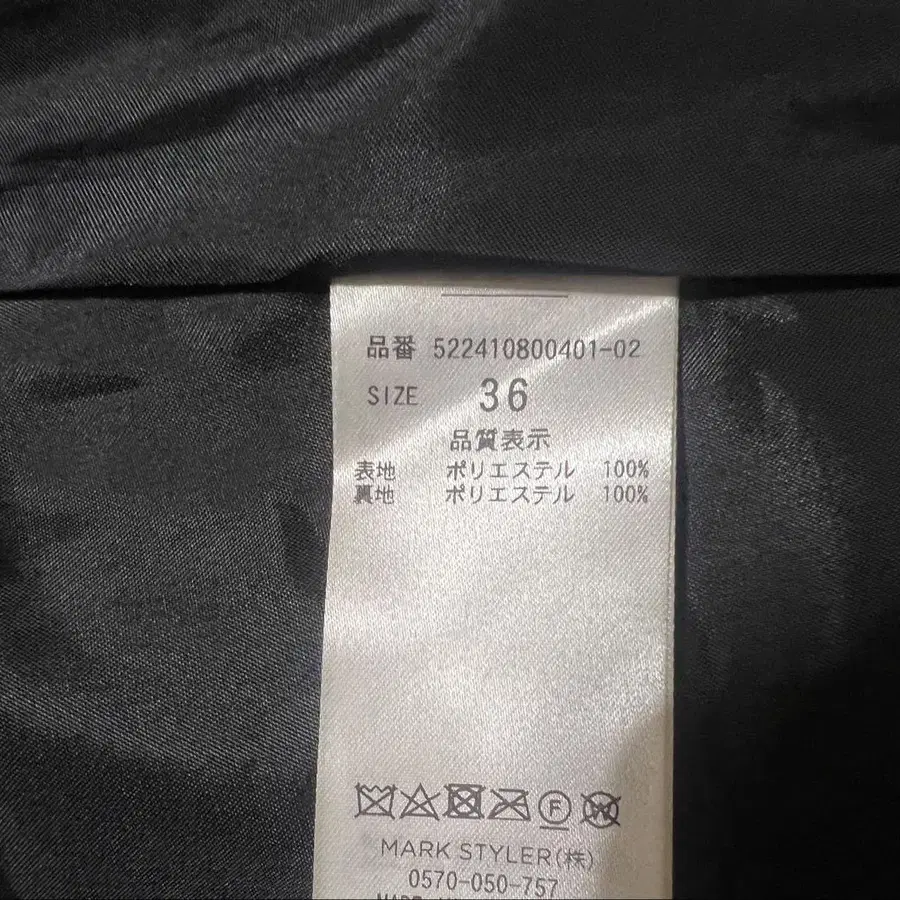 品番 522410800401-02
SIZE 36
品質表示
表地 ポリエステル 100%
裏地 ポリエステル 100%
F W
MARK STYLER(株)
0570-050-757
MADE